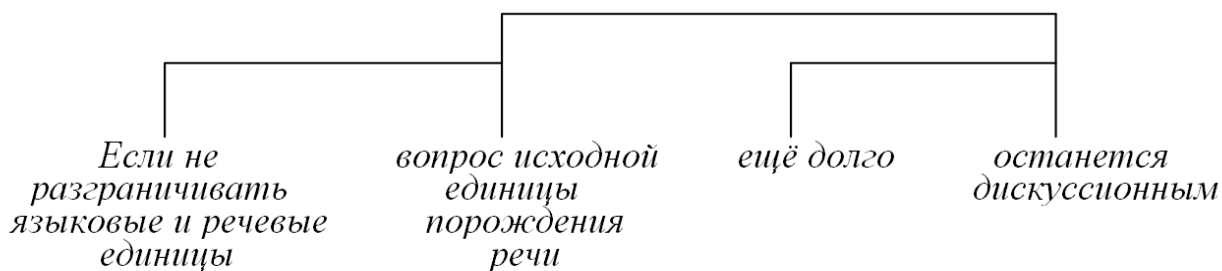 Если не
разграничивать
языковые и речевые
единицы
вопрос исходной
единицы
порождения
речи
ещё долго
останется
дискуссионным